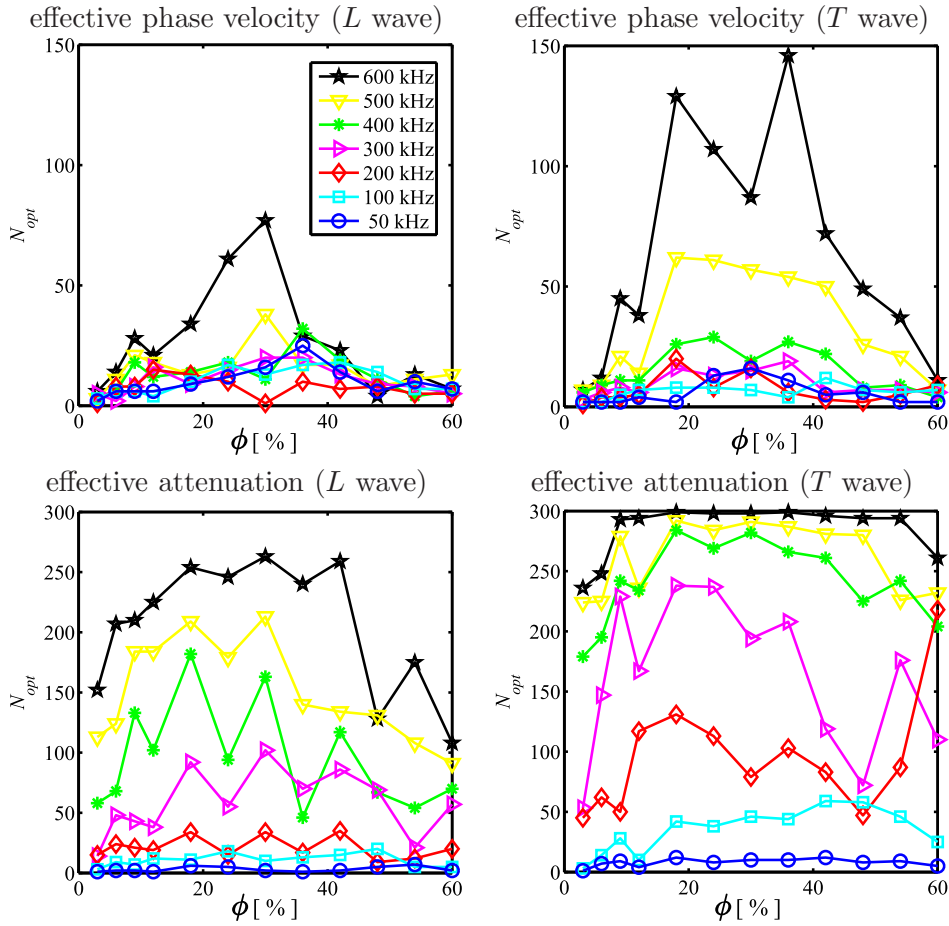 effective phase velocity (L wave)
150
100
50
0
0
20
40
60
N_opt
ϕ [ % ]
600 kHz
500 kHz
400 kHz
300 kHz
200 kHz
100 kHz
50 kHz
effective phase velocity (T wave)
150
100
50
0
0
20
40
60
N_opt
ϕ [ % ]
effective attenuation (L wave)
300
250
200
150
100
50
0
0
20
40
60
N_opt
ϕ [ % ]
effective attenuation (T wave)
300
250
200
150
100
50
0
0
20
40
60
N_opt
ϕ [ % ]